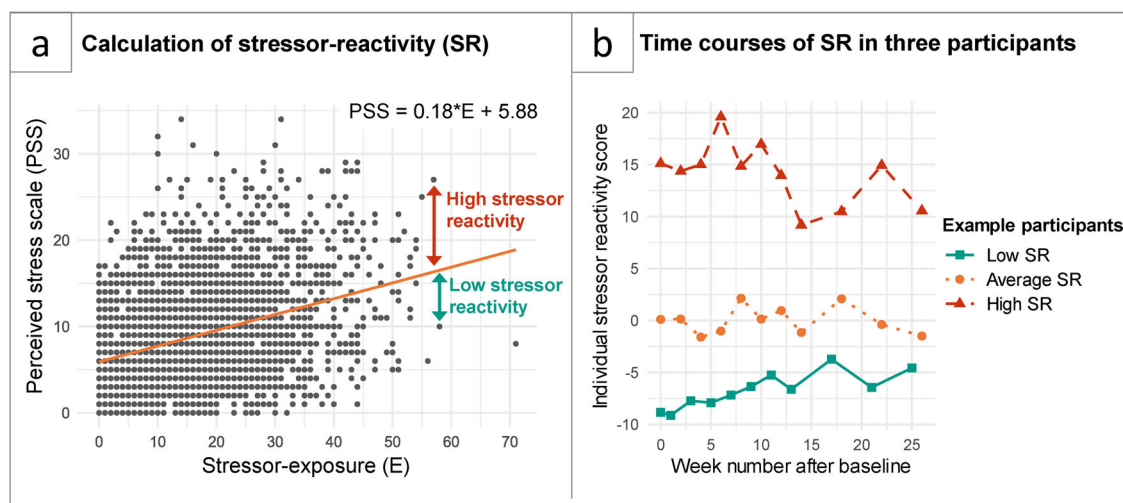 a
Calculation of stressor-reactivity (SR)
PSS = 0.18*E + 5.88
Perceived stress scale (PSS)
30
20
10
0
High stressor
reactivity
Low stressor
reactivity
0 10 20 30 40 50 60 70
Stressor-exposure (E)
b
Time courses of SR in three participants
Individual stressor reactivity score
20
15
10
5
0
-5
-10
0 5 10 15 20 25
Week number after baseline
Example participants
Low SR
Average SR
High SR